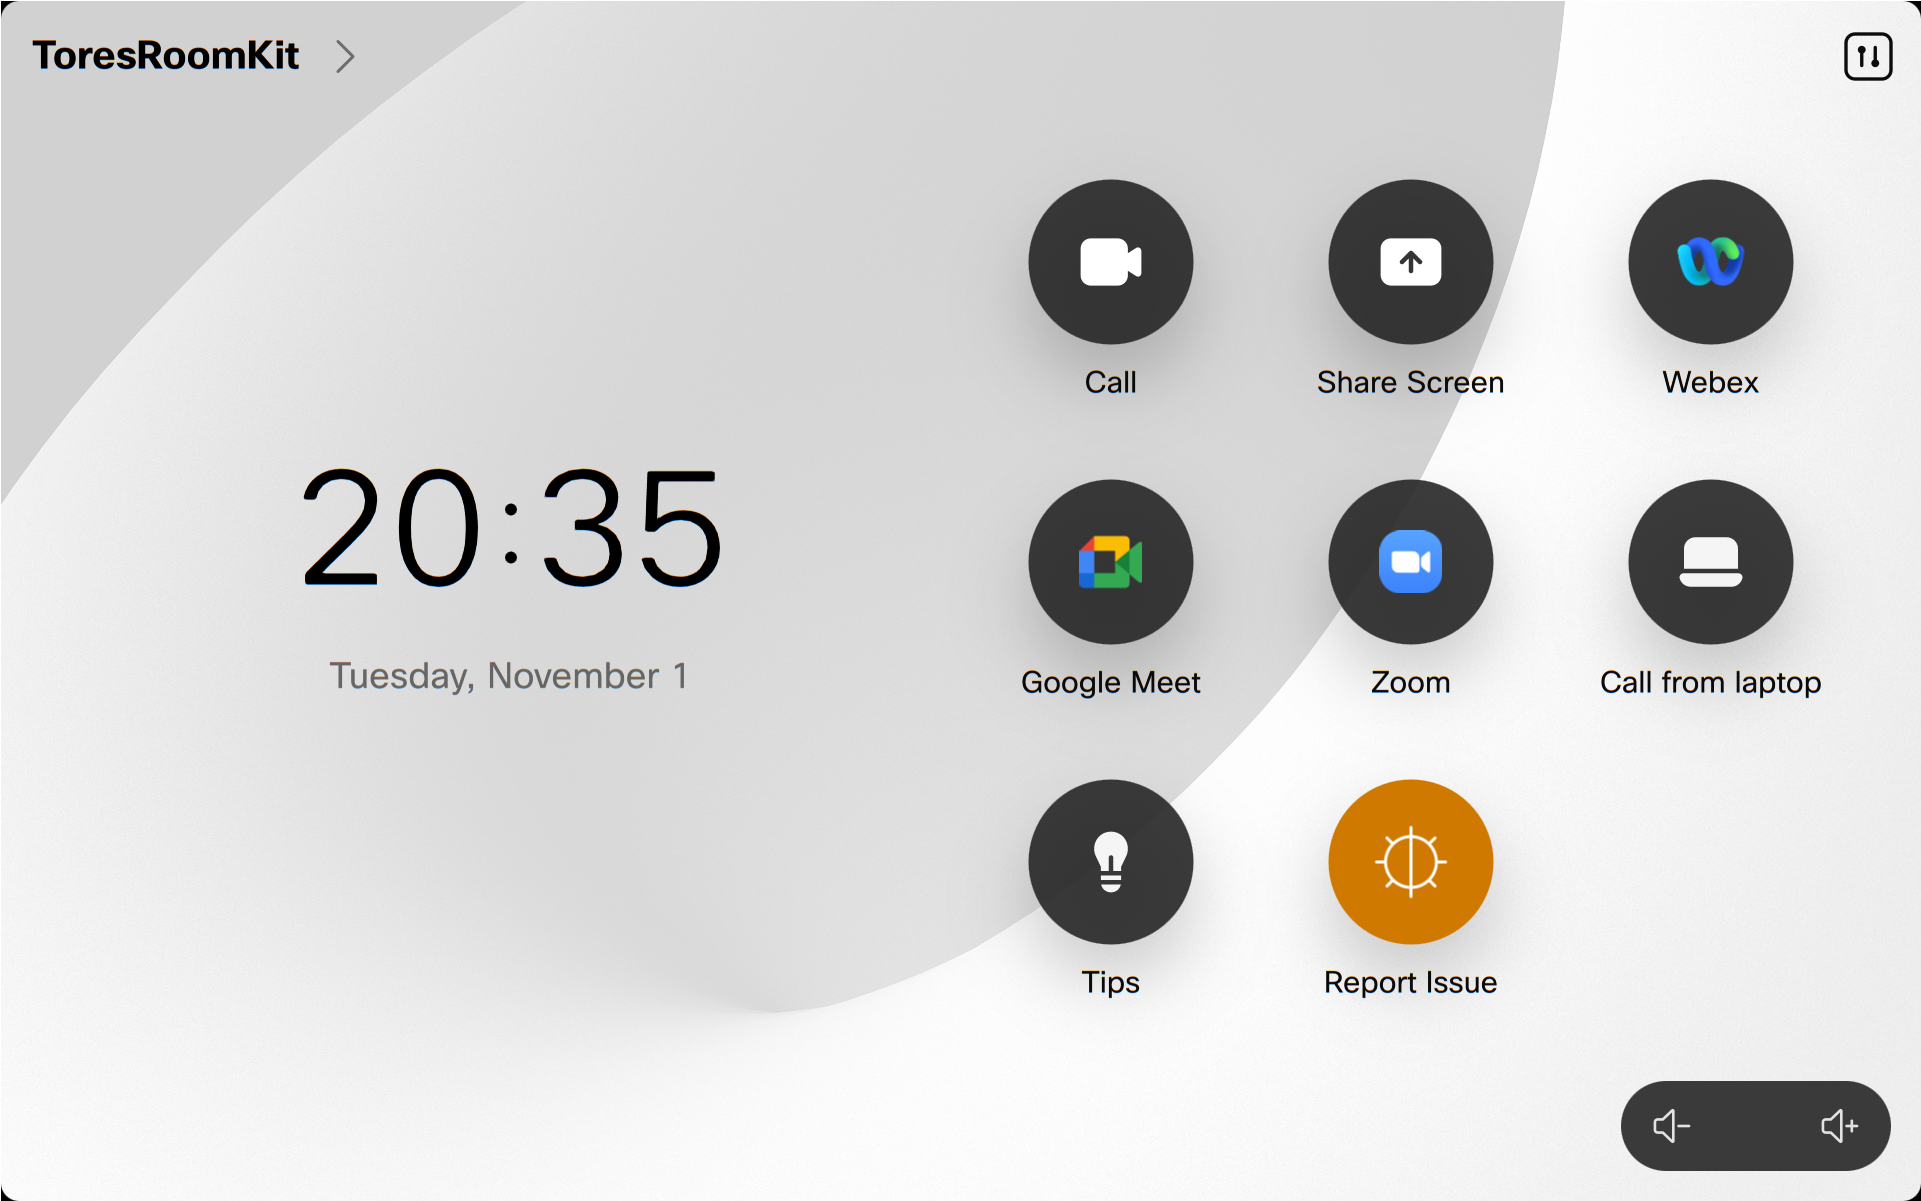 ToresRoomKit
20:35
Tuesday, November 1
Call
Share Screen
Webex
Google Meet
Zoom
Call from laptop
Tips
Report Issue